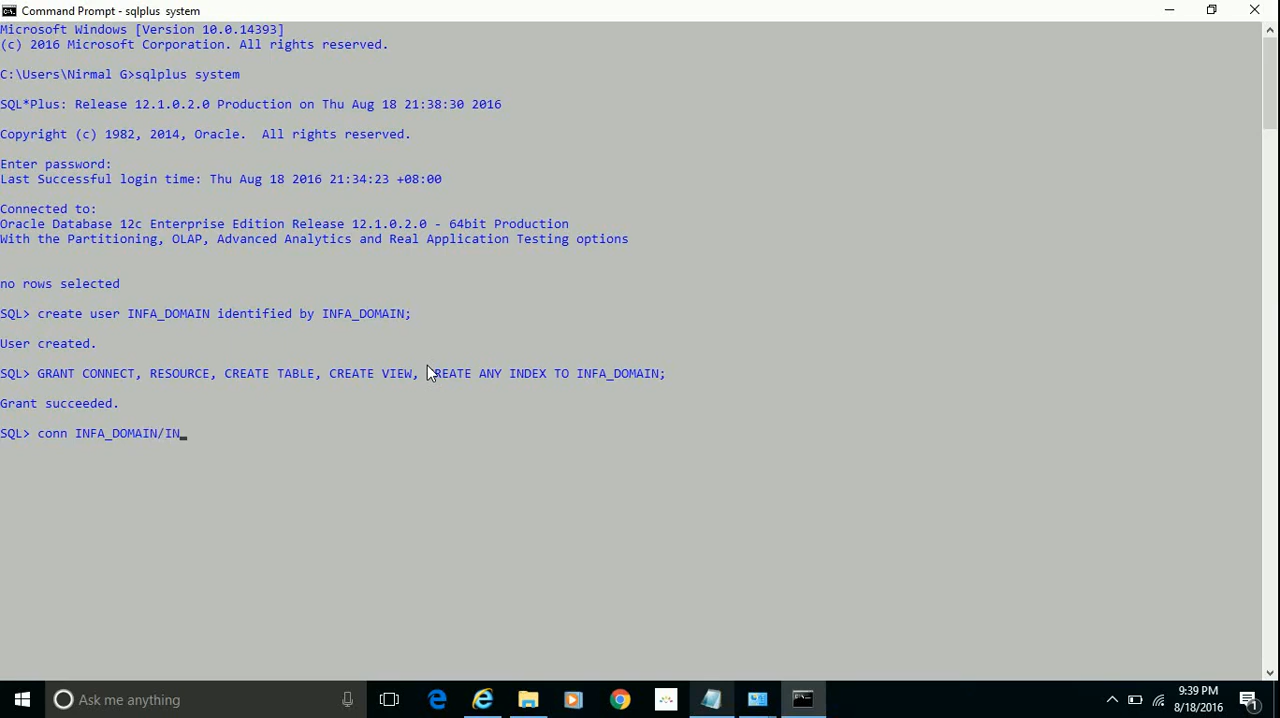 Command Prompt - sqlplus  system
Microsoft Windows [Version 10.0.14393]
(c) 2016 Microsoft Corporation. All rights reserved.
C:\Users\Nirmal G>sqlplus system
SQL*Plus: Release 12.1.0.2.0 Production on Thu Aug 18 21:38:30 2016
Copyright (c) 1982, 2014, Oracle.  All rights reserved.
Enter password:
Last Successful login time: Thu Aug 18 2016 21:34:23 +08:00
Connected to:
Oracle Database 12c Enterprise Edition Release 12.1.0.2.0 - 64bit Production
With the Partitioning, OLAP, Advanced Analytics and Real Application Testing options
no rows selected
SQL> create user INFA_DOMAIN identified by INFA_DOMAIN;
User created.
SQL> GRANT CONNECT, RESOURCE, CREATE TABLE, CREATE VIEW, CREATE ANY INDEX TO INFA_DOMAIN;
Grant succeeded.
SQL> conn INFA_DOMAIN/IN_
Ask me anything
9:39 PM
8/18/2016
1